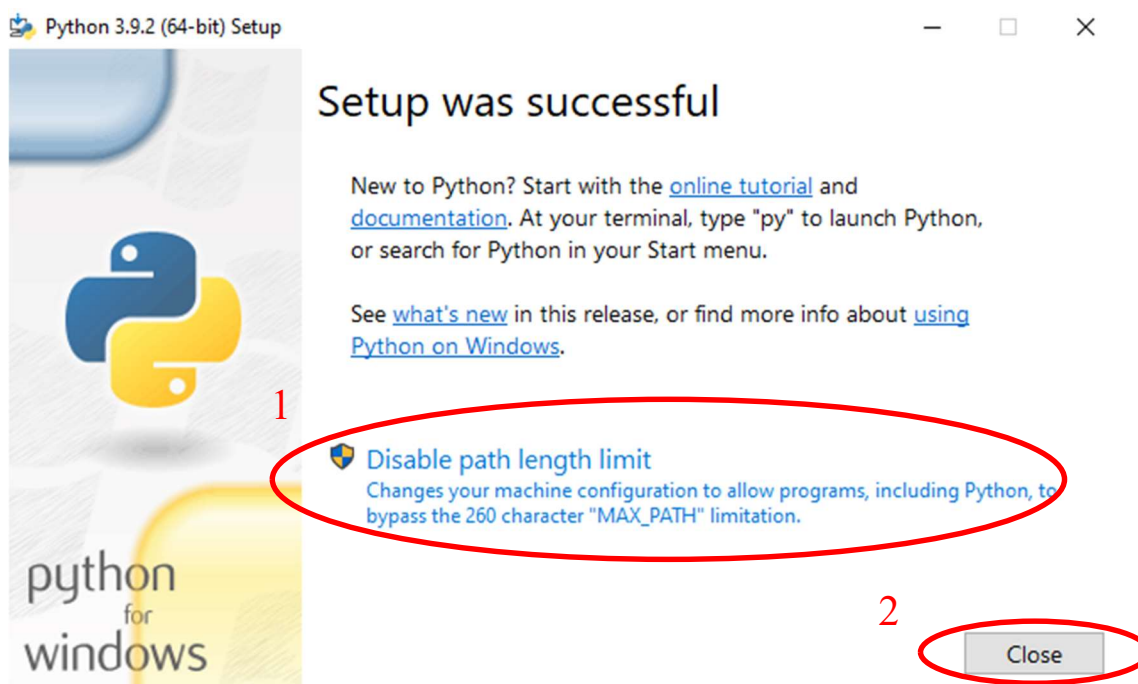 Python 3.9.2 (64-bit) Setup
Setup was successful
New to Python? Start with the online tutorial and
documentation. At your terminal, type "py" to launch Python,
or search for Python in your Start menu.
See what's new in this release, or find more info about using
Python on Windows.
1
Disable path length limit
Changes your machine configuration to allow programs, including Python, to
bypass the 260 character "MAX_PATH" limitation.
python
for
windows
2
Close